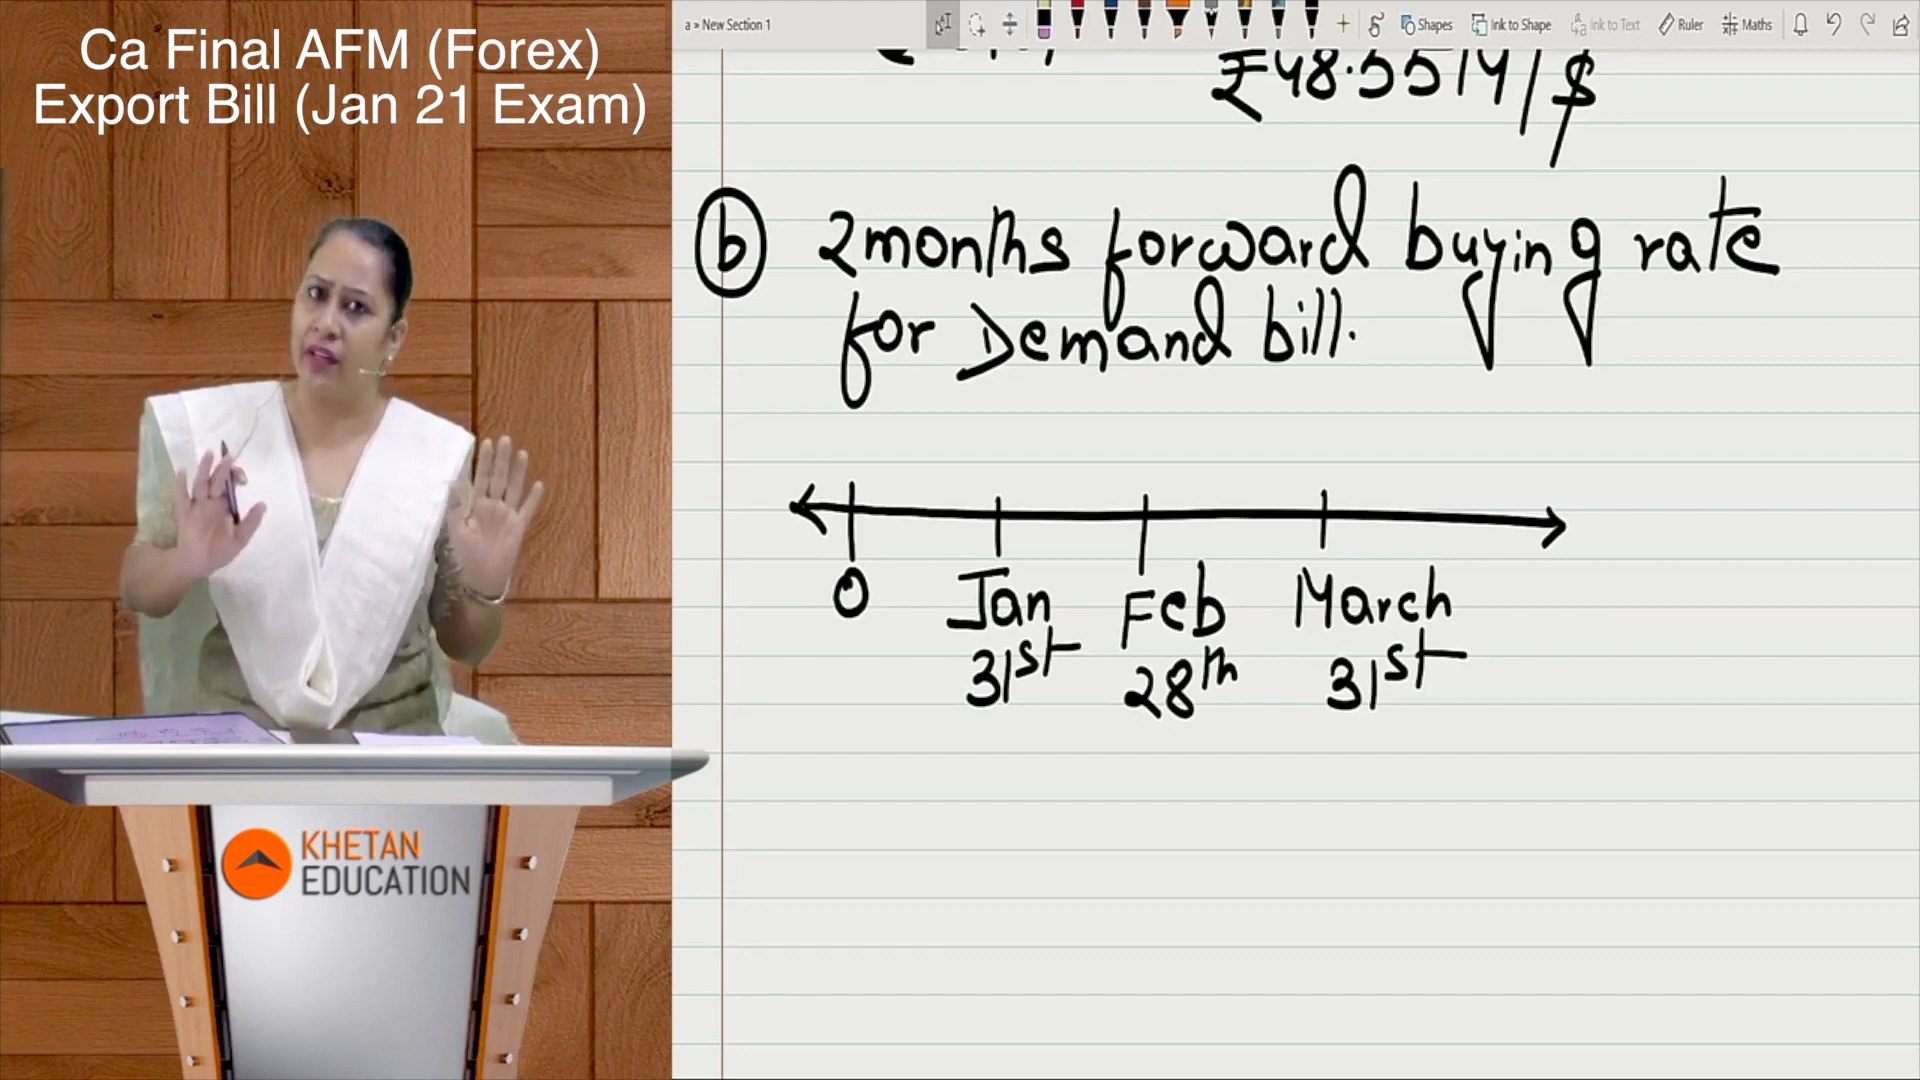 Ca Final AFM (Forex)
Export Bill (Jan 21 Exam)
a » New Section 1
Shapes
Ink to Shape
Ink to Text
Ruler
Maths
₹48.5514/$
b 2months forward buying rate
for Demand bill.
0 Jan Feb March
31st 28th 31st
KHETAN
EDUCATION